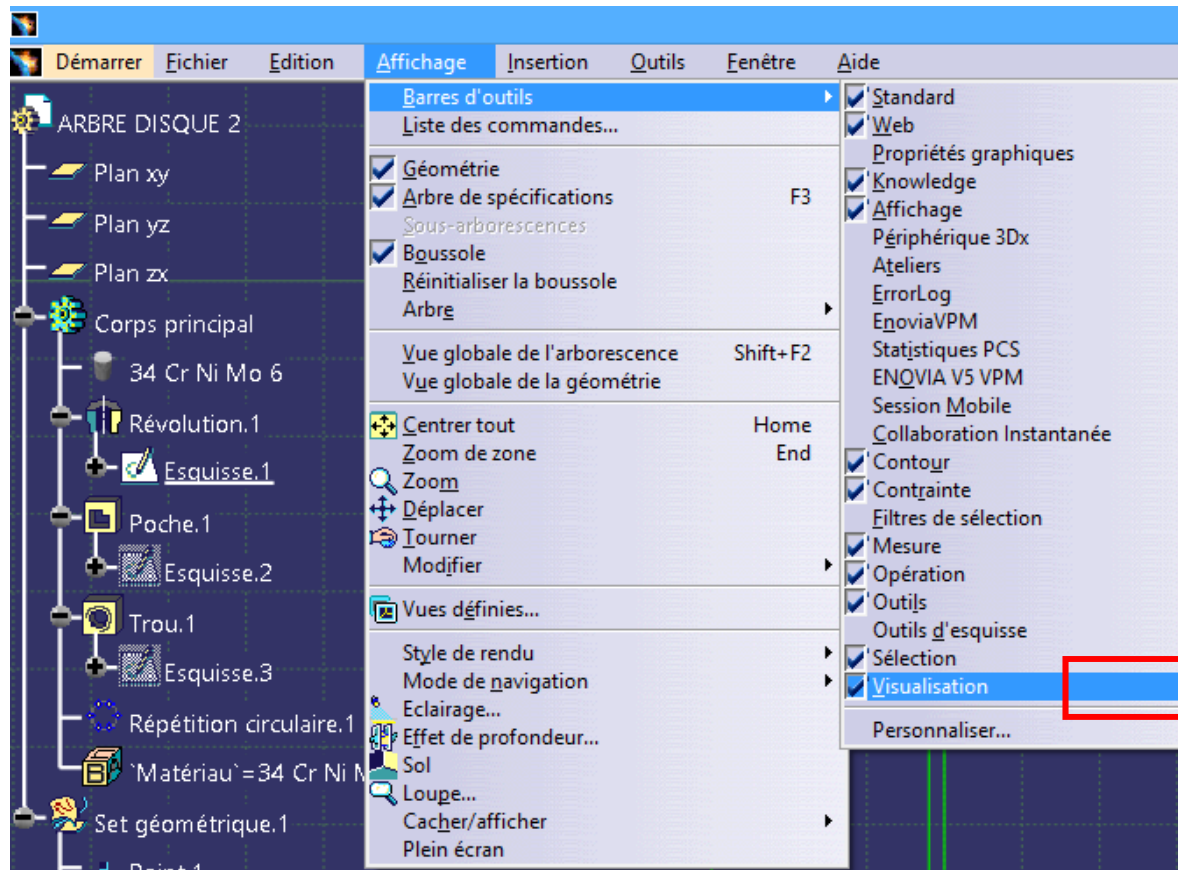 Démarrer Fichier Edition Affichage Insertion Outils Fenêtre Aide
ARBRE DISQUE 2
Plan xy
Plan yz
Plan zx
Corps principal
34 Cr Ni Mo 6
Révolution.1
Esquisse.1
Poche.1
Esquisse.2
Trou.1
Esquisse.3
Répétition circulaire.1
`Matériau`=34 Cr Ni M
Set géométrique.1
Barres d'outils
Liste des commandes...
Géométrie
Arbre de spécifications F3
Sous-arborescences
Boussole
Réinitialiser la boussole
Arbre
Vue globale de l'arborescence Shift+F2
Vue globale de la géométrie
Centrer tout Home
Zoom de zone End
Zoom
Déplacer
Tourner
Modifier
Vues définies...
Style de rendu
Mode de navigation
Eclairage...
Effet de profondeur...
Sol
Loupe...
Cacher/afficher
Plein écran
Standard
Web
Propriétés graphiques
Knowledge
Affichage
Périphérique 3Dx
Ateliers
ErrorLog
EnoviaVPM
Statistiques PCS
ENOVIA V5 VPM
Session Mobile
Collaboration Instantanée
Contour
Contrainte
Filtres de sélection
Mesure
Opération
Outils
Outils d'esquisse
Sélection
Visualisation
Personnaliser...